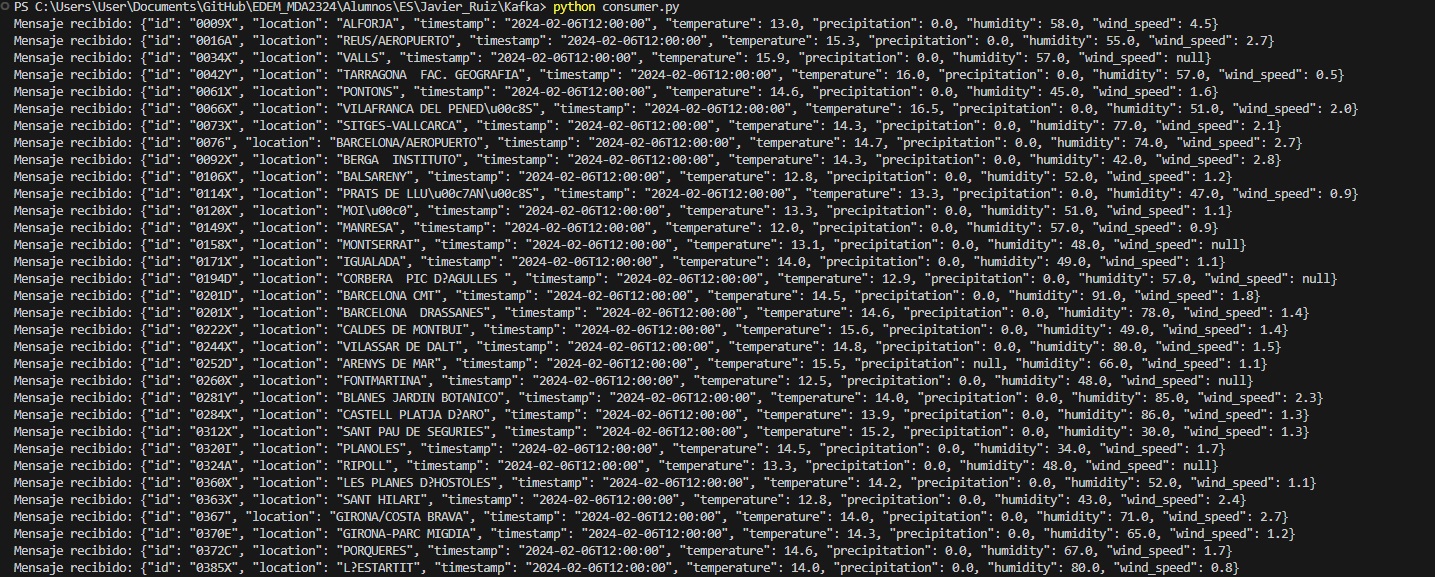 PS C:\Users\User\Documents\GitHub\EDEM_MDA2324\Alumnos\ES\Javier_Ruiz\Kafka> python consumer.py
Mensaje recibido: {"id": "0009X", "location": "ALFORJA", "timestamp": "2024-02-06T12:00:00", "temperature": 13.0, "precipitation": 0.0, "humidity": 58.0, "wind_speed": 4.5}
Mensaje recibido: {"id": "0016A", "location": "REUS/AEROPUERTO", "timestamp": "2024-02-06T12:00:00", "temperature": 15.3, "precipitation": 0.0, "humidity": 55.0, "wind_speed": 2.7}
Mensaje recibido: {"id": "0034X", "location": "VALLS", "timestamp": "2024-02-06T12:00:00", "temperature": 15.9, "precipitation": 0.0, "humidity": 57.0, "wind_speed": null}
Mensaje recibido: {"id": "0042Y", "location": "TARRAGONA  FAC. GEOGRAFIA", "timestamp": "2024-02-06T12:00:00", "temperature": 16.0, "precipitation": 0.0, "humidity": 57.0, "wind_speed": 0.5}
Mensaje recibido: {"id": "0061X", "location": "PONTONS", "timestamp": "2024-02-06T12:00:00", "temperature": 14.6, "precipitation": 0.0, "humidity": 45.0, "wind_speed": 1.6}
Mensaje recibido: {"id": "0066X", "location": "VILAFRANCA DEL PENED\u00c8S", "timestamp": "2024-02-06T12:00:00", "temperature": 16.5, "precipitation": 0.0, "humidity": 51.0, "wind_speed": 2.0}
Mensaje recibido: {"id": "0073X", "location": "SITGES-VALLCARCA", "timestamp": "2024-02-06T12:00:00", "temperature": 14.3, "precipitation": 0.0, "humidity": 77.0, "wind_speed": 2.1}
Mensaje recibido: {"id": "0076", "location": "BARCELONA/AEROPUERTO", "timestamp": "2024-02-06T12:00:00", "temperature": 14.7, "precipitation": 0.0, "humidity": 74.0, "wind_speed": 2.7}
Mensaje recibido: {"id": "0092X", "location": "BERGA  INSTITUTO", "timestamp": "2024-02-06T12:00:00", "temperature": 14.3, "precipitation": 0.0, "humidity": 42.0, "wind_speed": 2.8}
Mensaje recibido: {"id": "0106X", "location": "BALSARENY", "timestamp": "2024-02-06T12:00:00", "temperature": 12.8, "precipitation": 0.0, "humidity": 52.0, "wind_speed": 1.2}
Mensaje recibido: {"id": "0114X", "location": "PRATS DE LLU\u00c7AN\u00c8S", "timestamp": "2024-02-06T12:00:00", "temperature": 13.3, "precipitation": 0.0, "humidity": 47.0, "wind_speed": 0.9}
Mensaje recibido: {"id": "0120X", "location": "MOI\u00c0", "timestamp": "2024-02-06T12:00:00", "temperature": 13.3, "precipitation": 0.0, "humidity": 51.0, "wind_speed": 1.1}
Mensaje recibido: {"id": "0149X", "location": "MANRESA", "timestamp": "2024-02-06T12:00:00", "temperature": 12.0, "precipitation": 0.0, "humidity": 57.0, "wind_speed": 0.9}
Mensaje recibido: {"id": "0158X", "location": "MONTSERRAT", "timestamp": "2024-02-06T12:00:00", "temperature": 13.1, "precipitation": 0.0, "humidity": 48.0, "wind_speed": null}
Mensaje recibido: {"id": "0171X", "location": "IGUALADA", "timestamp": "2024-02-06T12:00:00", "temperature": 14.0, "precipitation": 0.0, "humidity": 49.0, "wind_speed": 1.1}
Mensaje recibido: {"id": "0194D", "location": "CORBERA  PIC D?AGULLES ", "timestamp": "2024-02-06T12:00:00", "temperature": 12.9, "precipitation": 0.0, "humidity": 57.0, "wind_speed": null}
Mensaje recibido: {"id": "0201D", "location": "BARCELONA CMT", "timestamp": "2024-02-06T12:00:00", "temperature": 14.5, "precipitation": 0.0, "humidity": 91.0, "wind_speed": 1.8}
Mensaje recibido: {"id": "0201X", "location": "BARCELONA  DRASSANES", "timestamp": "2024-02-06T12:00:00", "temperature": 14.6, "precipitation": 0.0, "humidity": 78.0, "wind_speed": 1.4}
Mensaje recibido: {"id": "0222X", "location": "CALDES DE MONTBUI", "timestamp": "2024-02-06T12:00:00", "temperature": 15.6, "precipitation": 0.0, "humidity": 49.0, "wind_speed": 1.4}
Mensaje recibido: {"id": "0244X", "location": "VILASSAR DE DALT", "timestamp": "2024-02-06T12:00:00", "temperature": 14.8, "precipitation": 0.0, "humidity": 80.0, "wind_speed": 1.5}
Mensaje recibido: {"id": "0252D", "location": "ARENYS DE MAR", "timestamp": "2024-02-06T12:00:00", "temperature": 15.5, "precipitation": null, "humidity": 66.0, "wind_speed": 1.1}
Mensaje recibido: {"id": "0260X", "location": "FONTMARTINA", "timestamp": "2024-02-06T12:00:00", "temperature": 12.5, "precipitation": 0.0, "humidity": 48.0, "wind_speed": null}
Mensaje recibido: {"id": "0281Y", "location": "BLANES JARDIN BOTANICO", "timestamp": "2024-02-06T12:00:00", "temperature": 14.0, "precipitation": 0.0, "humidity": 85.0, "wind_speed": 2.3}
Mensaje recibido: {"id": "0284X", "location": "CASTELL PLATJA D?ARO", "timestamp": "2024-02-06T12:00:00", "temperature": 13.9, "precipitation": 0.0, "humidity": 86.0, "wind_speed": 1.3}
Mensaje recibido: {"id": "0312X", "location": "SANT PAU DE SEGURIES", "timestamp": "2024-02-06T12:00:00", "temperature": 15.2, "precipitation": 0.0, "humidity": 30.0, "wind_speed": 1.3}
Mensaje recibido: {"id": "0320I", "location": "PLANOLES", "timestamp": "2024-02-06T12:00:00", "temperature": 14.5, "precipitation": 0.0, "humidity": 34.0, "wind_speed": 1.7}
Mensaje recibido: {"id": "0324A", "location": "RIPOLL", "timestamp": "2024-02-06T12:00:00", "temperature": 13.3, "precipitation": 0.0, "humidity": 48.0, "wind_speed": null}
Mensaje recibido: {"id": "0360X", "location": "LES PLANES D?HOSTOLES", "timestamp": "2024-02-06T12:00:00", "temperature": 14.2, "precipitation": 0.0, "humidity": 52.0, "wind_speed": 1.1}
Mensaje recibido: {"id": "0363X", "location": "SANT HILARI", "timestamp": "2024-02-06T12:00:00", "temperature": 12.8, "precipitation": 0.0, "humidity": 43.0, "wind_speed": 2.4}
Mensaje recibido: {"id": "0367", "location": "GIRONA/COSTA BRAVA", "timestamp": "2024-02-06T12:00:00", "temperature": 14.0, "precipitation": 0.0, "humidity": 71.0, "wind_speed": 2.7}
Mensaje recibido: {"id": "0370E", "location": "GIRONA-PARC MIGDIA", "timestamp": "2024-02-06T12:00:00", "temperature": 14.3, "precipitation": 0.0, "humidity": 65.0, "wind_speed": 1.2}
Mensaje recibido: {"id": "0372C", "location": "PORQUERES", "timestamp": "2024-02-06T12:00:00", "temperature": 14.6, "precipitation": 0.0, "humidity": 67.0, "wind_speed": 1.7}
Mensaje recibido: {"id": "0385X", "location": "L?ESTARTIT", "timestamp": "2024-02-06T12:00:00", "temperature": 14.0, "precipitation": 0.0, "humidity": 80.0, "wind_speed": 0.8}